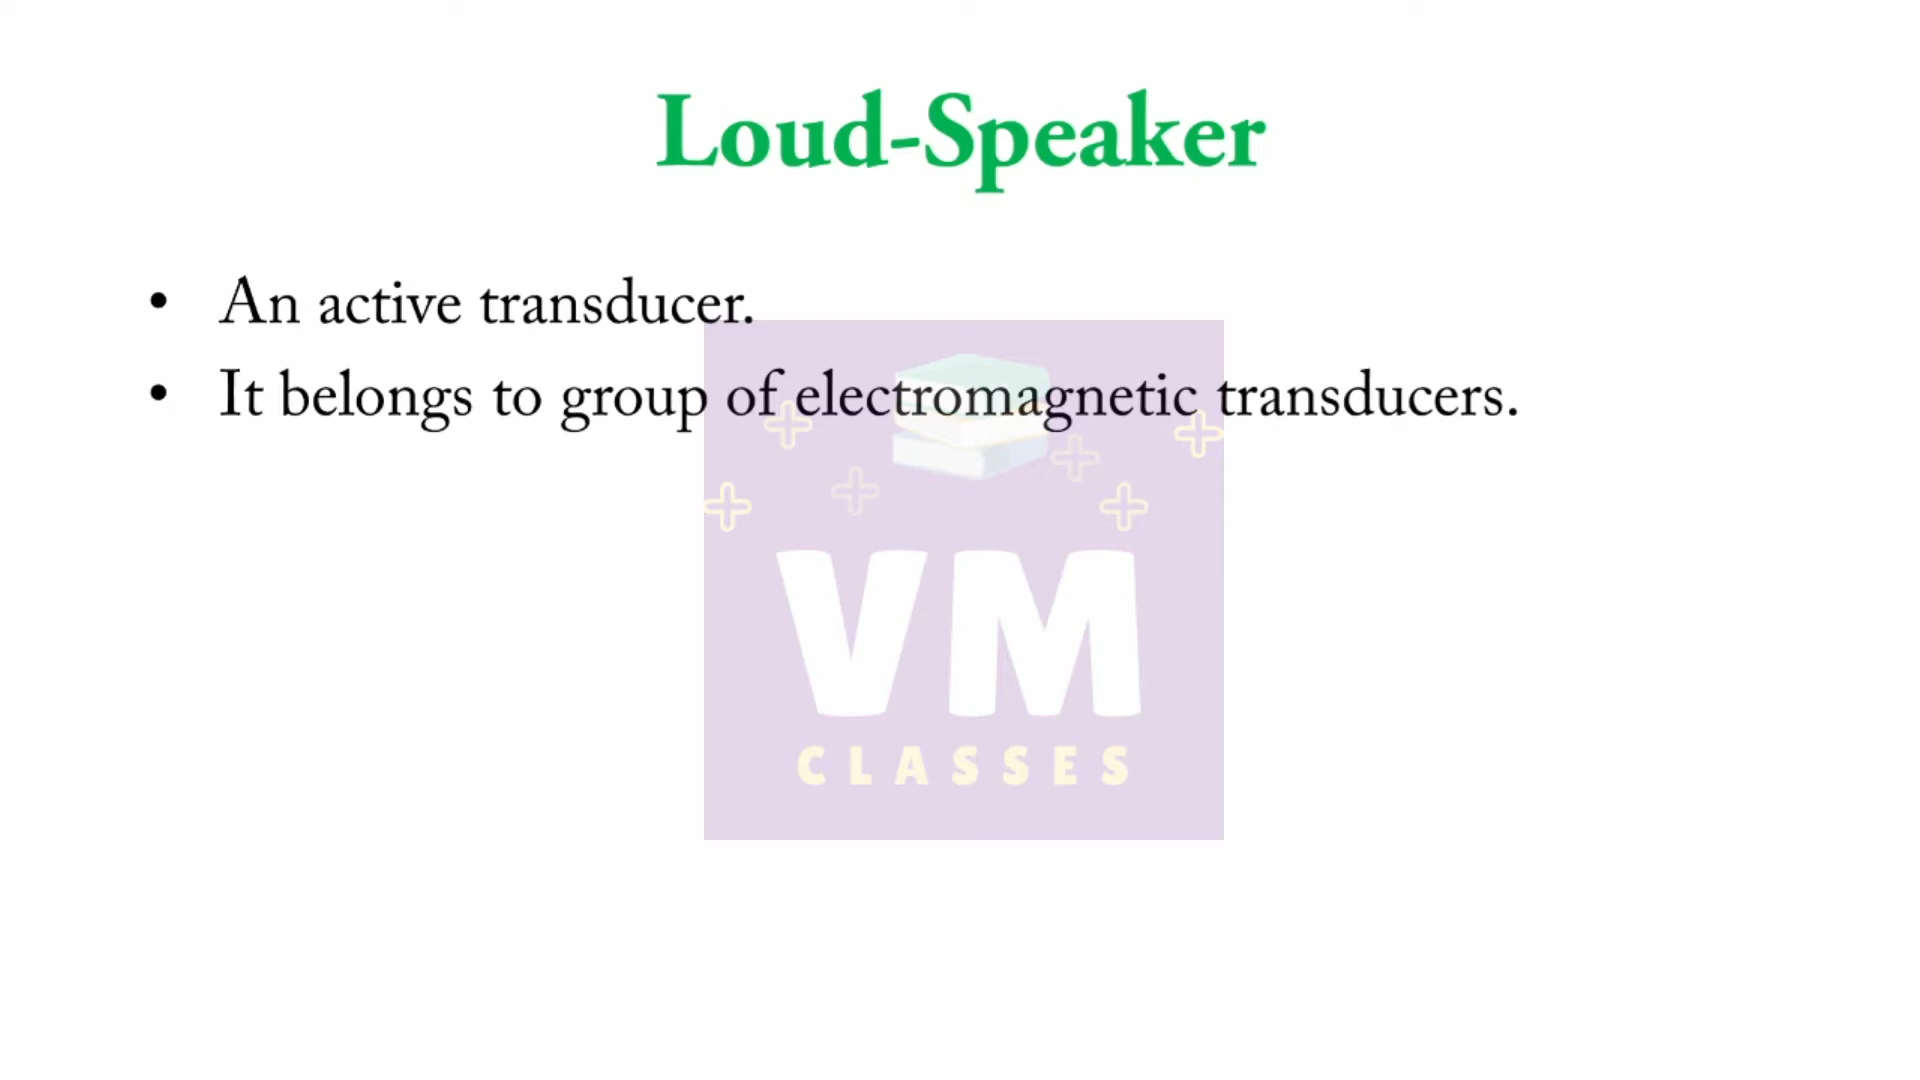 Loud-Speaker
• An active transducer.
• It belongs to group of electromagnetic transducers.
VM
CLASSES